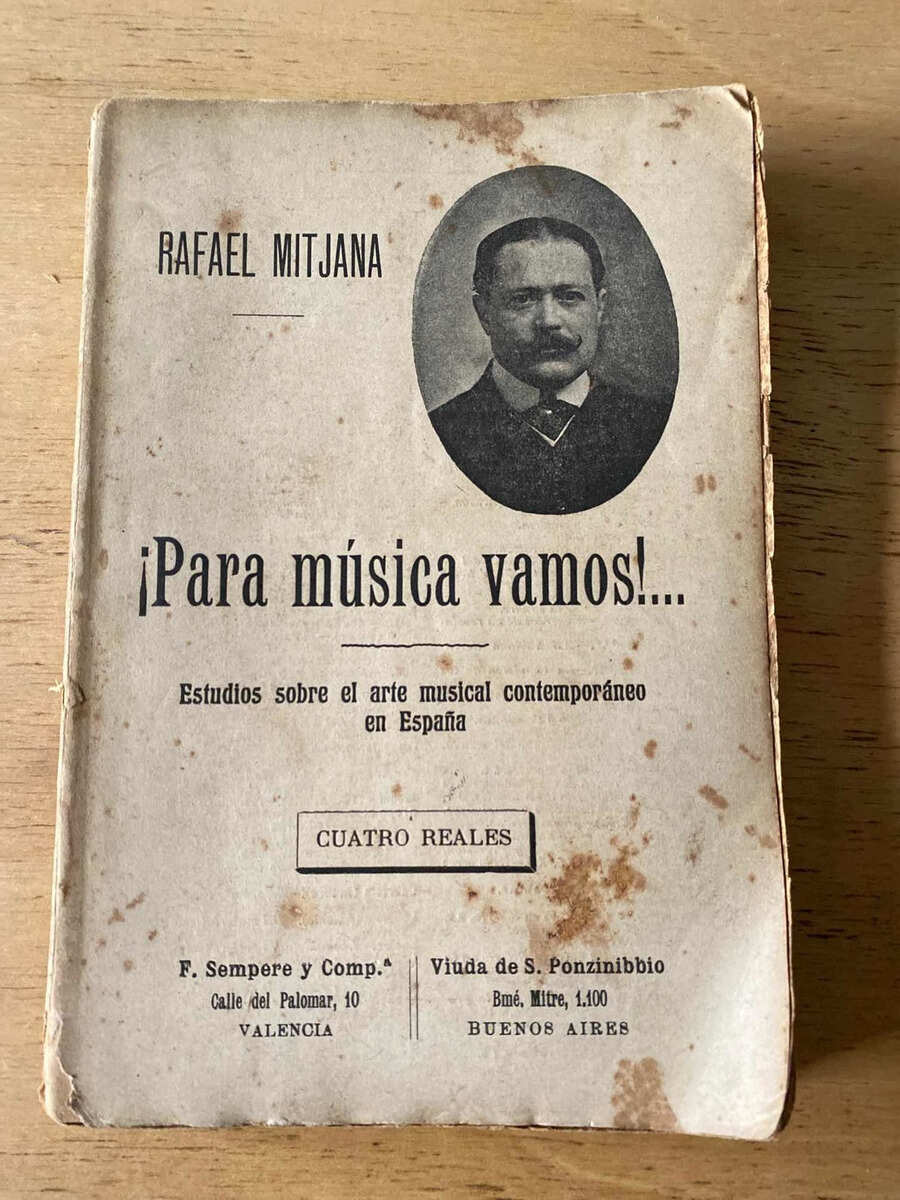 RAFAEL MITJANA
¡Para música vamos!...
Estudios sobre el arte musical contemporáneo
en España
CUATRO REALES
F. Sempere y Comp.ª
Calle del Palomar, 10
VALENCIA
Viuda de S. Ponzinibbio
Bmé, Mitre, 1.100
BUENOS AIRES